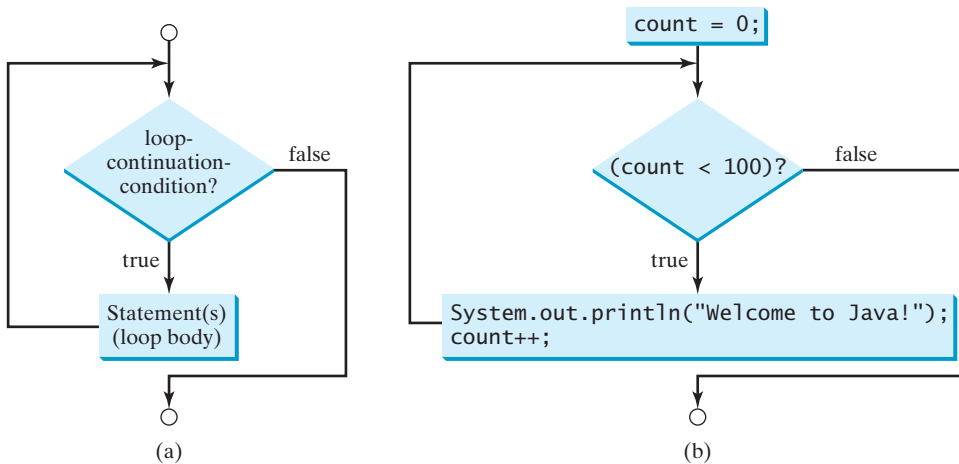 loop-
continuation-
condition?
false
true
Statement(s)
(loop body)
(a)
count = 0;
(count < 100)?
false
true
System.out.println("Welcome to Java!");
count++;
(b)